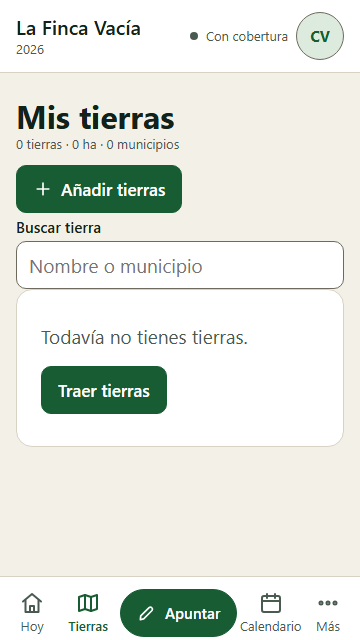 La Finca Vacía
2026
Con cobertura
CV
Mis tierras
0 tierras · 0 ha · 0 municipios
Añadir tierras
Buscar tierra
Nombre o municipio
Todavía no tienes tierras.
Traer tierras
Hoy
Tierras
Apuntar
Calendario
Más